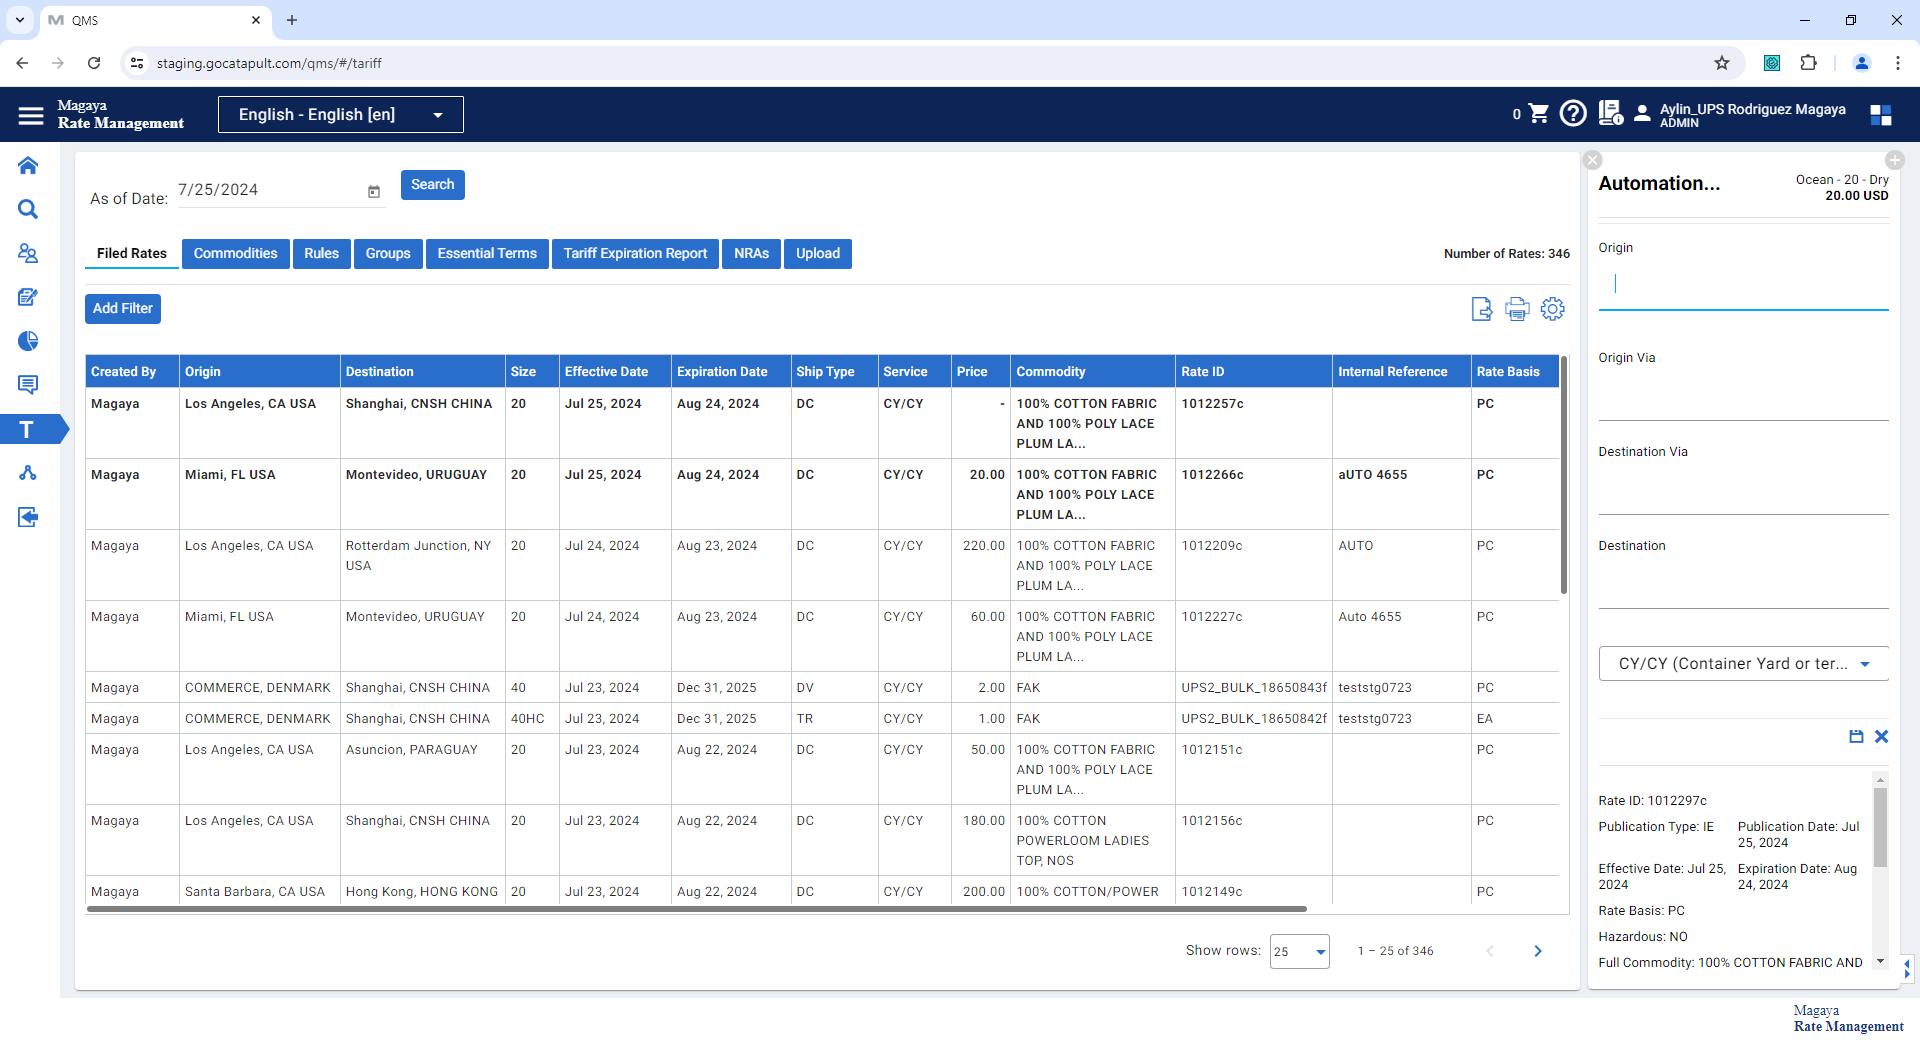 QMS
staging.gocatapult.com/qms/#/tariff
Magaya
Rate Management
English - English [en]
0
Aylin_UPS Rodriguez Magaya
ADMIN
As of Date: 7/25/2024
Search
Filed Rates Commodities Rules Groups Essential Terms Tariff Expiration Report NRAs Upload
Number of Rates: 346
Add Filter
Created By Origin Destination Size Effective Date Expiration Date Ship Type Service Price Commodity Rate ID Internal Reference Rate Basis
Magaya Los Angeles, CA USA Shanghai, CNSH CHINA 20 Jul 25, 2024 Aug 24, 2024 DC CY/CY - 100% COTTON FABRIC 1012257c PC
AND 100% POLY LACE
PLUM LA...
Magaya Miami, FL USA Montevideo, URUGUAY 20 Jul 25, 2024 Aug 24, 2024 DC CY/CY 20.00 100% COTTON FABRIC 1012266c aUTO 4655 PC
AND 100% POLY LACE
PLUM LA...
Magaya Los Angeles, CA USA Rotterdam Junction, NY 20 Jul 24, 2024 Aug 23, 2024 DC CY/CY 220.00 100% COTTON FABRIC 1012209c AUTO PC
USA AND 100% POLY LACE
PLUM LA...
Magaya Miami, FL USA Montevideo, URUGUAY 20 Jul 24, 2024 Aug 23, 2024 DC CY/CY 60.00 100% COTTON FABRIC 1012227c Auto 4655 PC
AND 100% POLY LACE
PLUM LA...
Magaya COMMERCE, DENMARK Shanghai, CNSH CHINA 40 Jul 23, 2024 Dec 31, 2025 DV CY/CY 2.00 FAK UPS2_BULK_18650843f teststg0723 PC
Magaya COMMERCE, DENMARK Shanghai, CNSH CHINA 40HC Jul 23, 2024 Dec 31, 2025 TR CY/CY 1.00 FAK UPS2_BULK_18650842f teststg0723 EA
Magaya Los Angeles, CA USA Asuncion, PARAGUAY 20 Jul 23, 2024 Aug 22, 2024 DC CY/CY 50.00 100% COTTON FABRIC 1012151c PC
AND 100% POLY LACE
PLUM LA...
Magaya Los Angeles, CA USA Shanghai, CNSH CHINA 20 Jul 23, 2024 Aug 22, 2024 DC CY/CY 180.00 100% COTTON 1012156c PC
POWERLOOM LADIES
TOP, NOS
Magaya Santa Barbara, CA USA Hong Kong, HONG KONG 20 Jul 23, 2024 Aug 22, 2024 DC CY/CY 200.00 100% COTTON/POWER 1012149c PC
Show rows: 25 1 – 25 of 346
T
Automation...
Ocean - 20 - Dry
20.00 USD
Origin
Origin Via
Destination Via
Destination
CY/CY (Container Yard or ter...
Rate ID: 1012297c
Publication Type: IE Publication Date: Jul
25, 2024
Effective Date: Jul 25, Expiration Date: Aug
2024 24, 2024
Rate Basis: PC
Hazardous: NO
Full Commodity: 100% COTTON FABRIC AND
Magaya
Rate Management